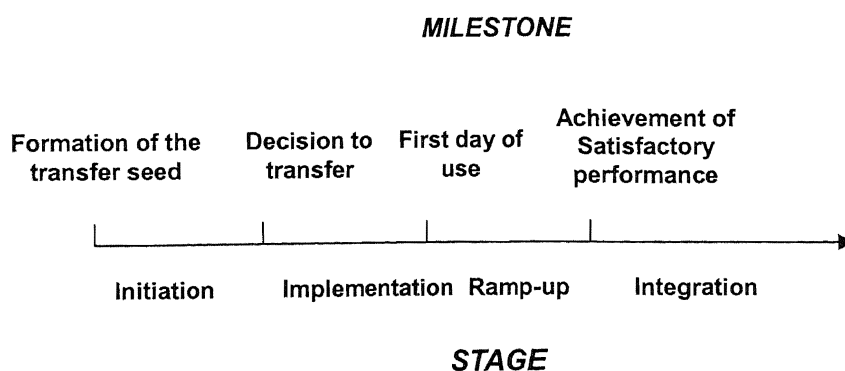 MILESTONE
Formation of the
transfer seed
Decision to
transfer
First day of
use
Achievement of
Satisfactory
performance
Initiation
Implementation
Ramp-up
Integration
STAGE